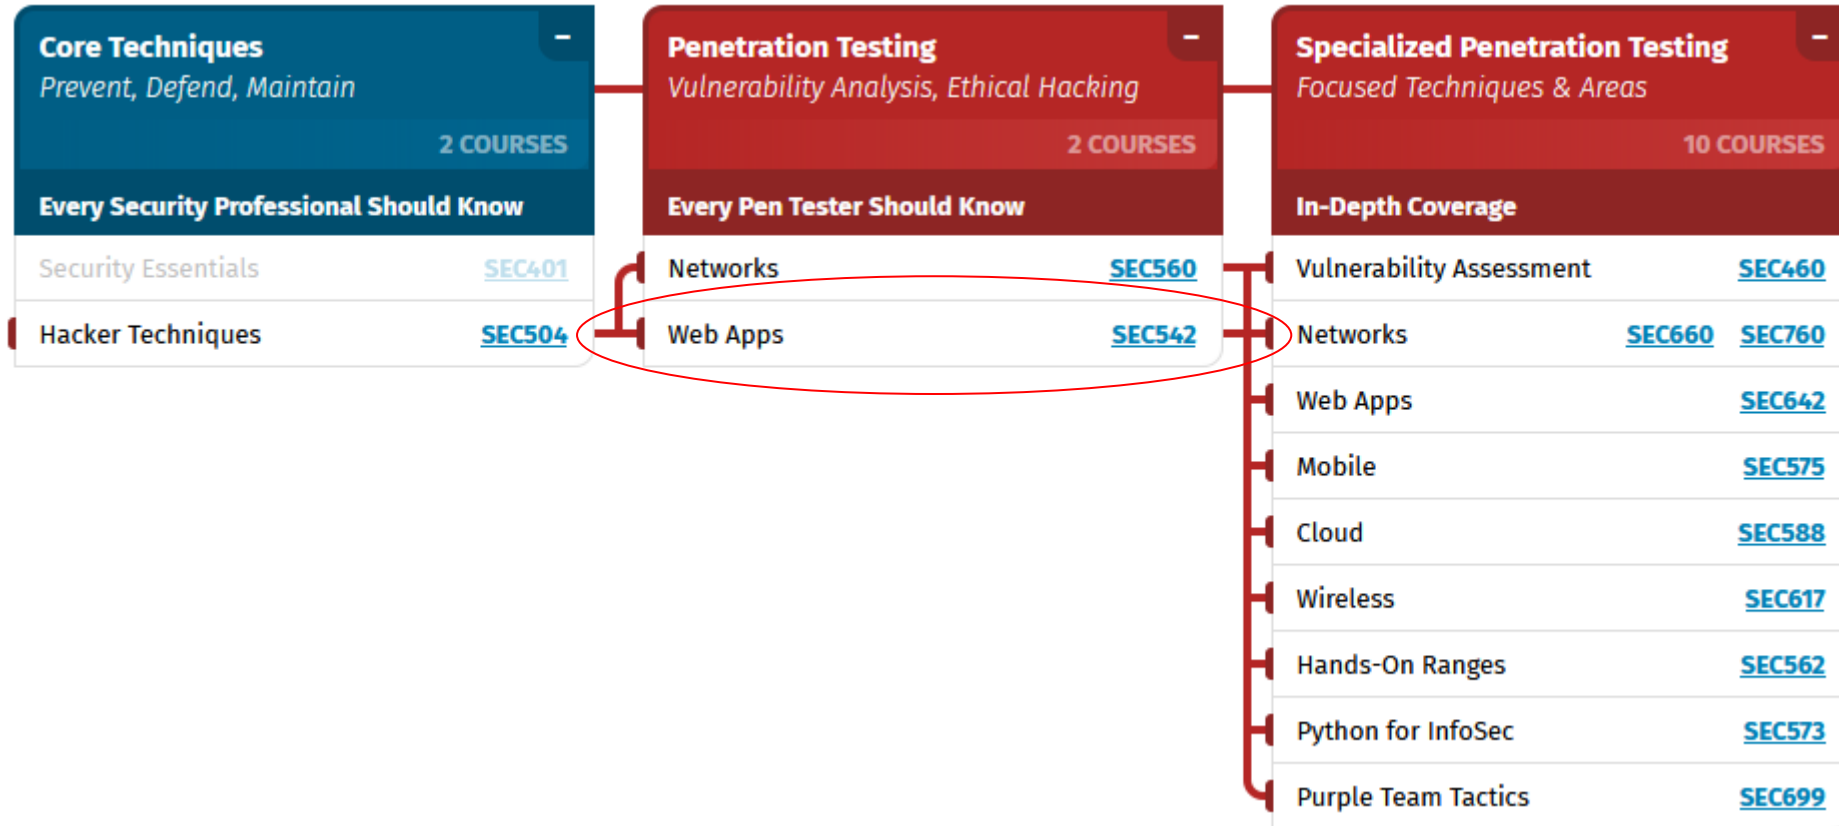 Core Techniques
Prevent, Defend, Maintain
2 COURSES
Every Security Professional Should Know
Security Essentials SEC401
Hacker Techniques SEC504
Penetration Testing
Vulnerability Analysis, Ethical Hacking
2 COURSES
Every Pen Tester Should Know
Networks SEC560
Web Apps SEC542
Specialized Penetration Testing
Focused Techniques & Areas
10 COURSES
In-Depth Coverage
Vulnerability Assessment SEC460
Networks SEC660 SEC760
Web Apps SEC642
Mobile SEC575
Cloud SEC588
Wireless SEC617
Hands-On Ranges SEC562
Python for InfoSec SEC573
Purple Team Tactics SEC699